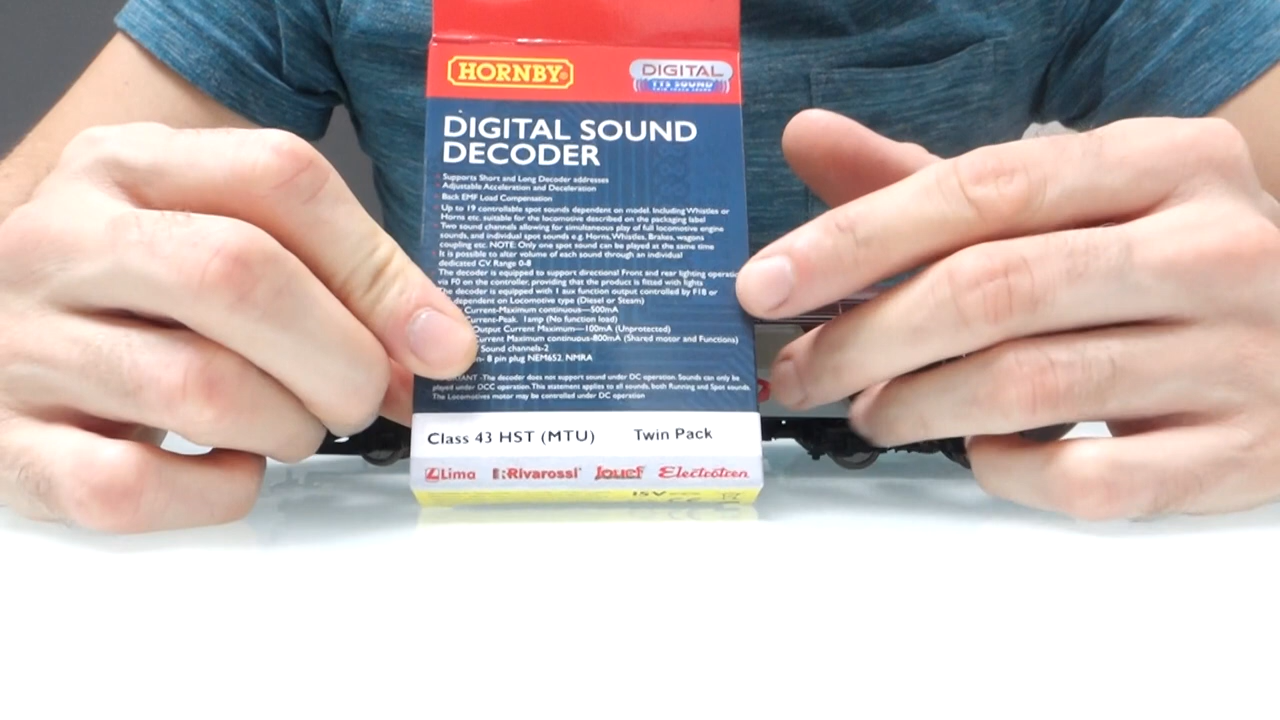 HORNBY®
DIGITAL
TTS SOUND
DIGITAL SOUND
DECODER
Supports Short and Long Decoder addresses
Adjustable Acceleration and Deceleration
Back EMF Load Compensation
Up to 19 controllable spot sounds dependent on model. Including Whistles or
Horns etc. suitable for the locomotive described on the packaging label
Two sound channels allowing for simultaneous play of full locomotive engine
sounds, and individual spot sounds e.g. Horns, Whistles, Brakes, wagons
coupling etc. NOTE: Only one spot sound can be played at the same time
It is possible to alter volume of each sound through an individual
dedicated CV. Range 0-8
The decoder is equipped to support directional Front and rear lighting
via F0 on the controller, providing that the product is fitted with lights
The decoder is equipped with 1 aux function output controlled by F18 or
dependent on Locomotive type (Diesel or Steam)
Current-Maximum continuous—500mA
Current-Peak. 1amp (No function load)
Output Current Maximum—100mA (Unprotected)
Current Maximum continuous-800mA (Shared motor and Functions)
Sound channels-2
8 pin plug NEM652. NMRA
-The decoder does not support sound under DC operation. Sounds can only be
played under DCC operation. This statement applies to all sounds, both Running and Spot sounds.
The Locomotives motor may be controlled under DC operation
Class 43 HST (MTU) Twin Pack
Lima Rivarossi Jouef Electrotren